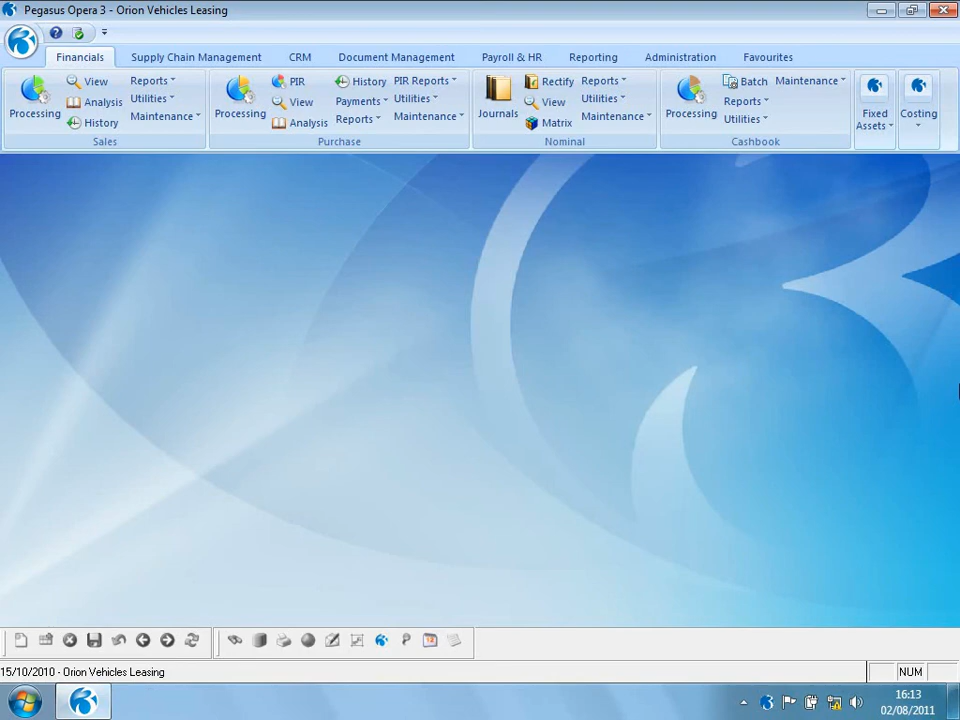 Pegasus Opera 3 - Orion Vehicles Leasing
Financials Supply Chain Management CRM Document Management Payroll & HR Reporting Administration Favourites
Processing
View
Analysis
History
Reports
Utilities
Maintenance
Sales
Processing
PIR
View
Analysis
History
Payments
Reports
PIR Reports
Utilities
Maintenance
Purchase
Journals
Rectify
View
Matrix
Reports
Utilities
Maintenance
Nominal
Processing
Batch
Reports
Utilities
Maintenance
Cashbook
Fixed
Assets
Costing
15/10/2010 - Orion Vehicles Leasing
NUM
16:13
02/08/2011